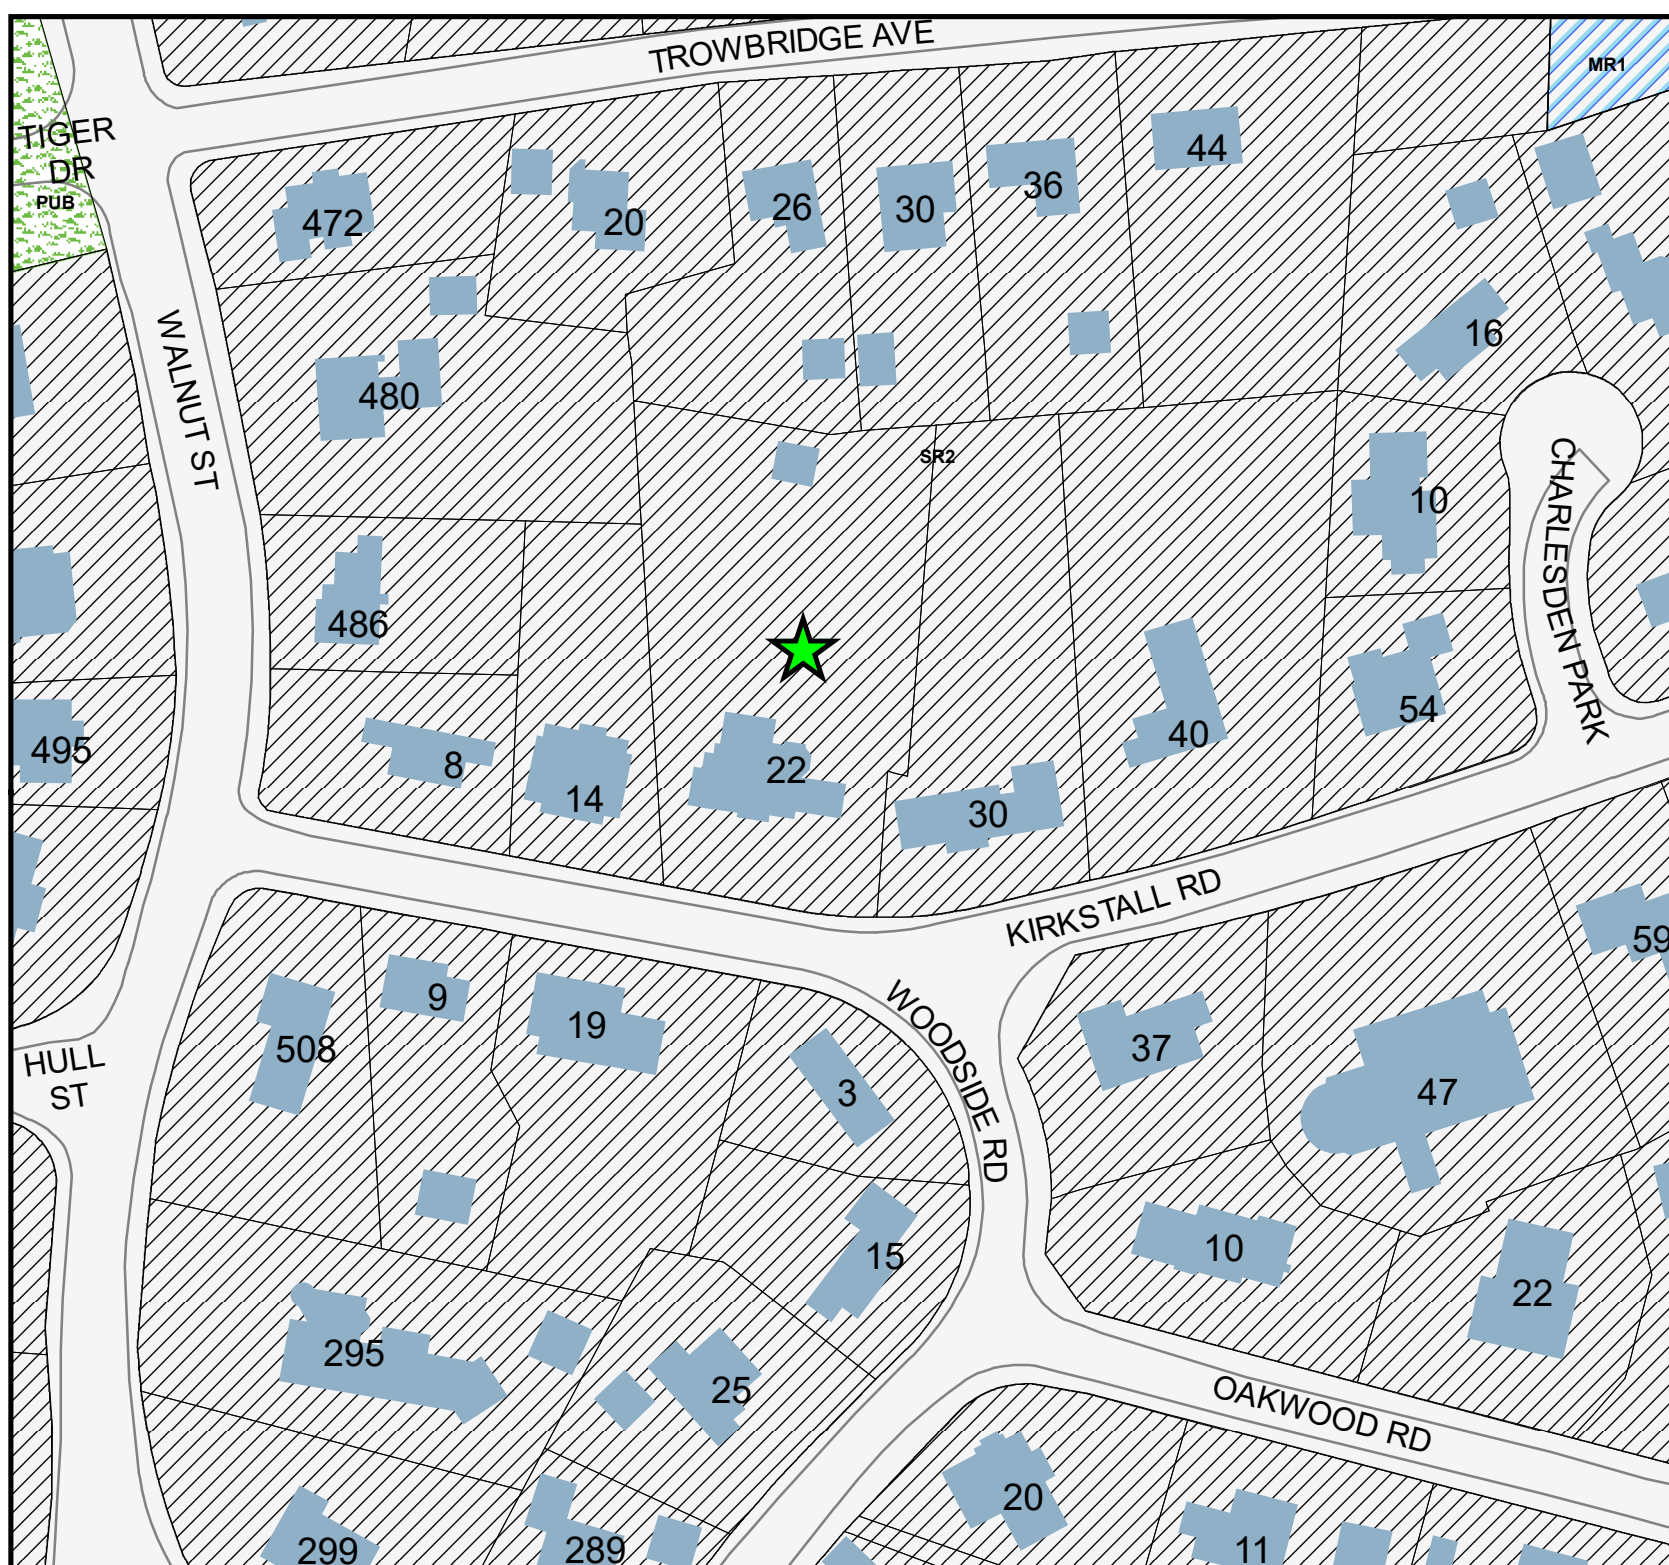 TROWBRIDGE AVE
MR1
TIGER
DR
PUB
44
36
472
20
26
30
16
WALNUT ST
480
SR2
CHARLESDEN PARK
10
486
54
40
495
8
22
14
30
KIRKSTALL RD
59
WOODSIDE RD
9
19
508
37
HULL
ST
3
47
15
10
22
295
25
OAKWOOD RD
20
299
289
11